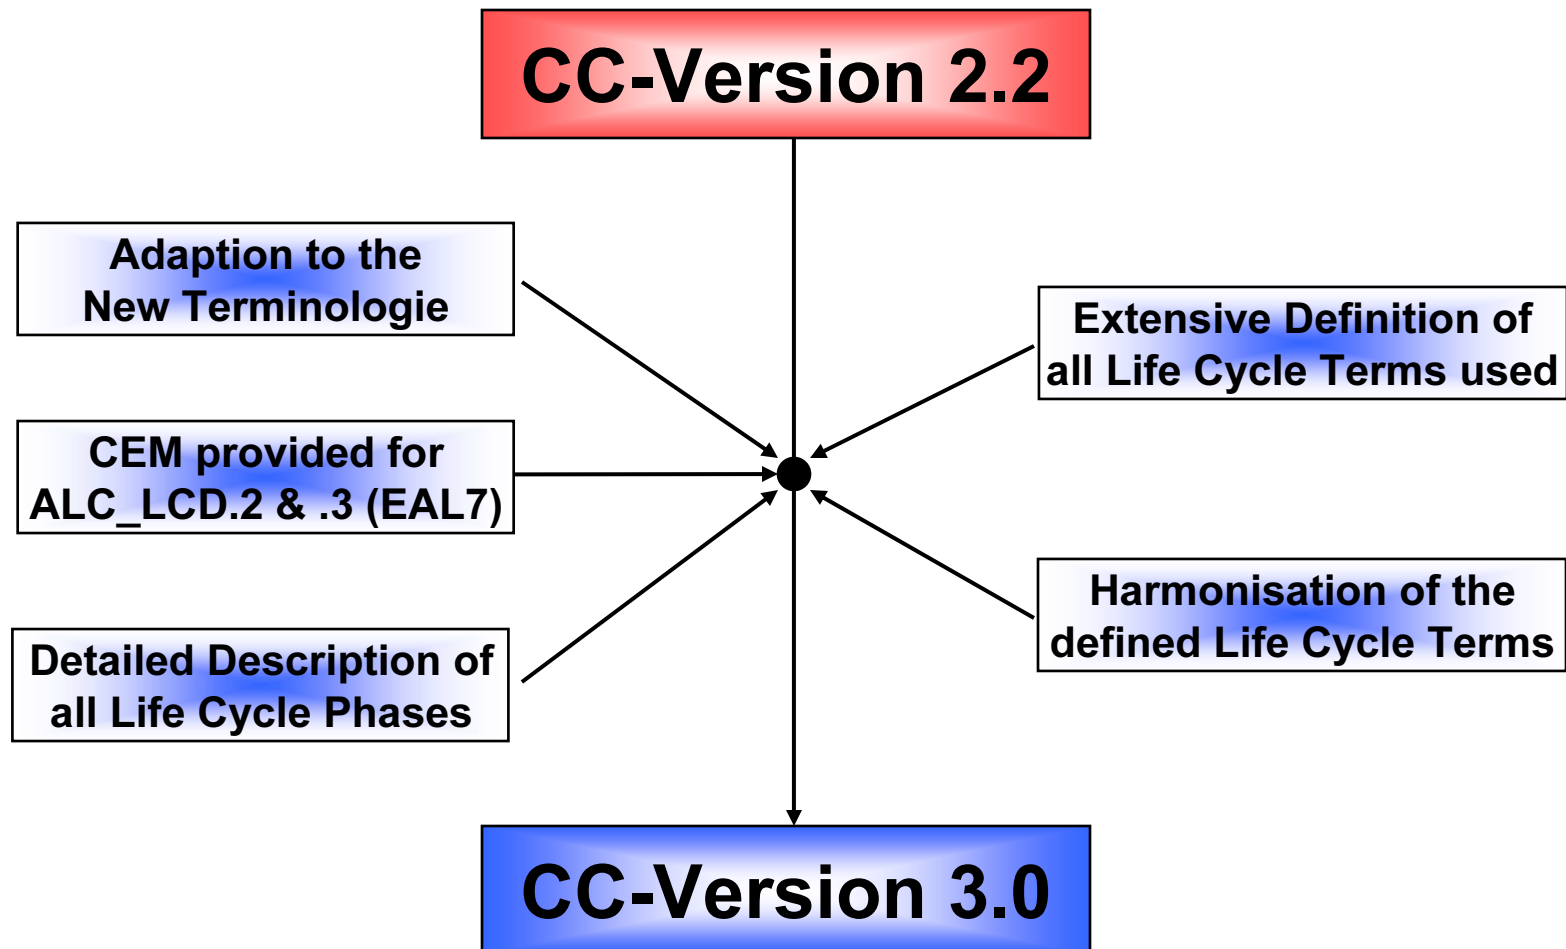 CC-Version 2.2
Adaption to the
New Terminologie
Extensive Definition of
all Life Cycle Terms used
CEM provided for
ALC_LCD.2 & .3 (EAL7)
Harmonisation of the
defined Life Cycle Terms
Detailed Description of
all Life Cycle Phases
CC-Version 3.0